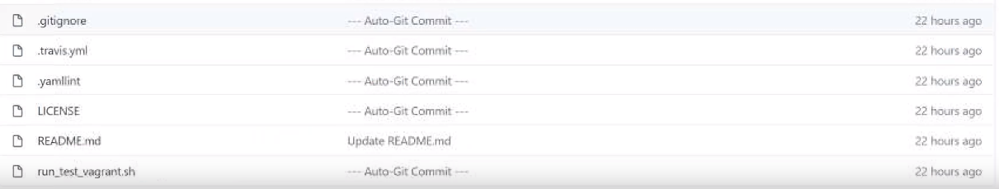 .gitignore --- Auto-Git Commit --- 22 hours ago
.travis.yml --- Auto-Git Commit --- 22 hours ago
.yamllint --- Auto-Git Commit --- 22 hours ago
LICENSE --- Auto-Git Commit --- 22 hours ago
README.md Update README.md 22 hours ago
run_test_vagrant.sh --- Auto-Git Commit --- 22 hours ago